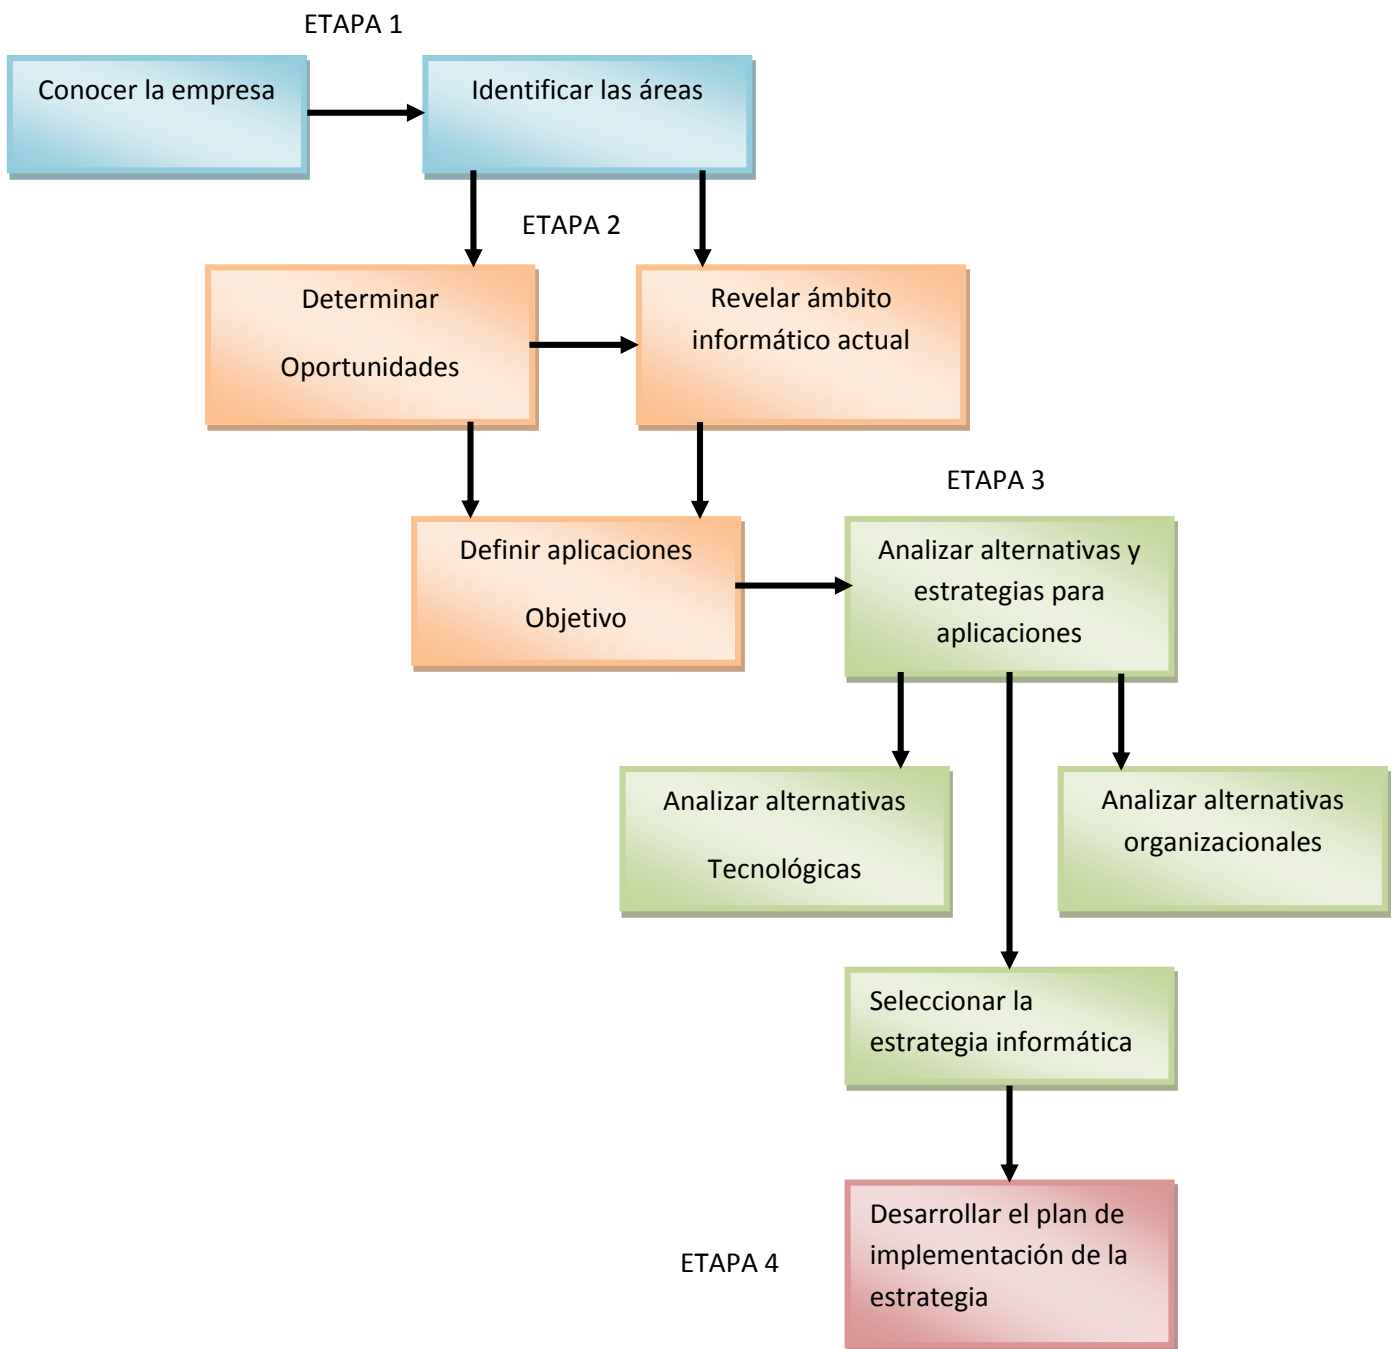 ETAPA 1
Conocer la empresa
Identificar las áreas
ETAPA 2
Determinar
Oportunidades
Revelar ámbito
informático actual
Definir aplicaciones
Objetivo
ETAPA 3
Analizar alternativas y
estrategias para
aplicaciones
Analizar alternativas
Tecnológicas
Analizar alternativas
organizacionales
Seleccionar la
estrategia informática
ETAPA 4
Desarrollar el plan de
implementación de la
estrategia